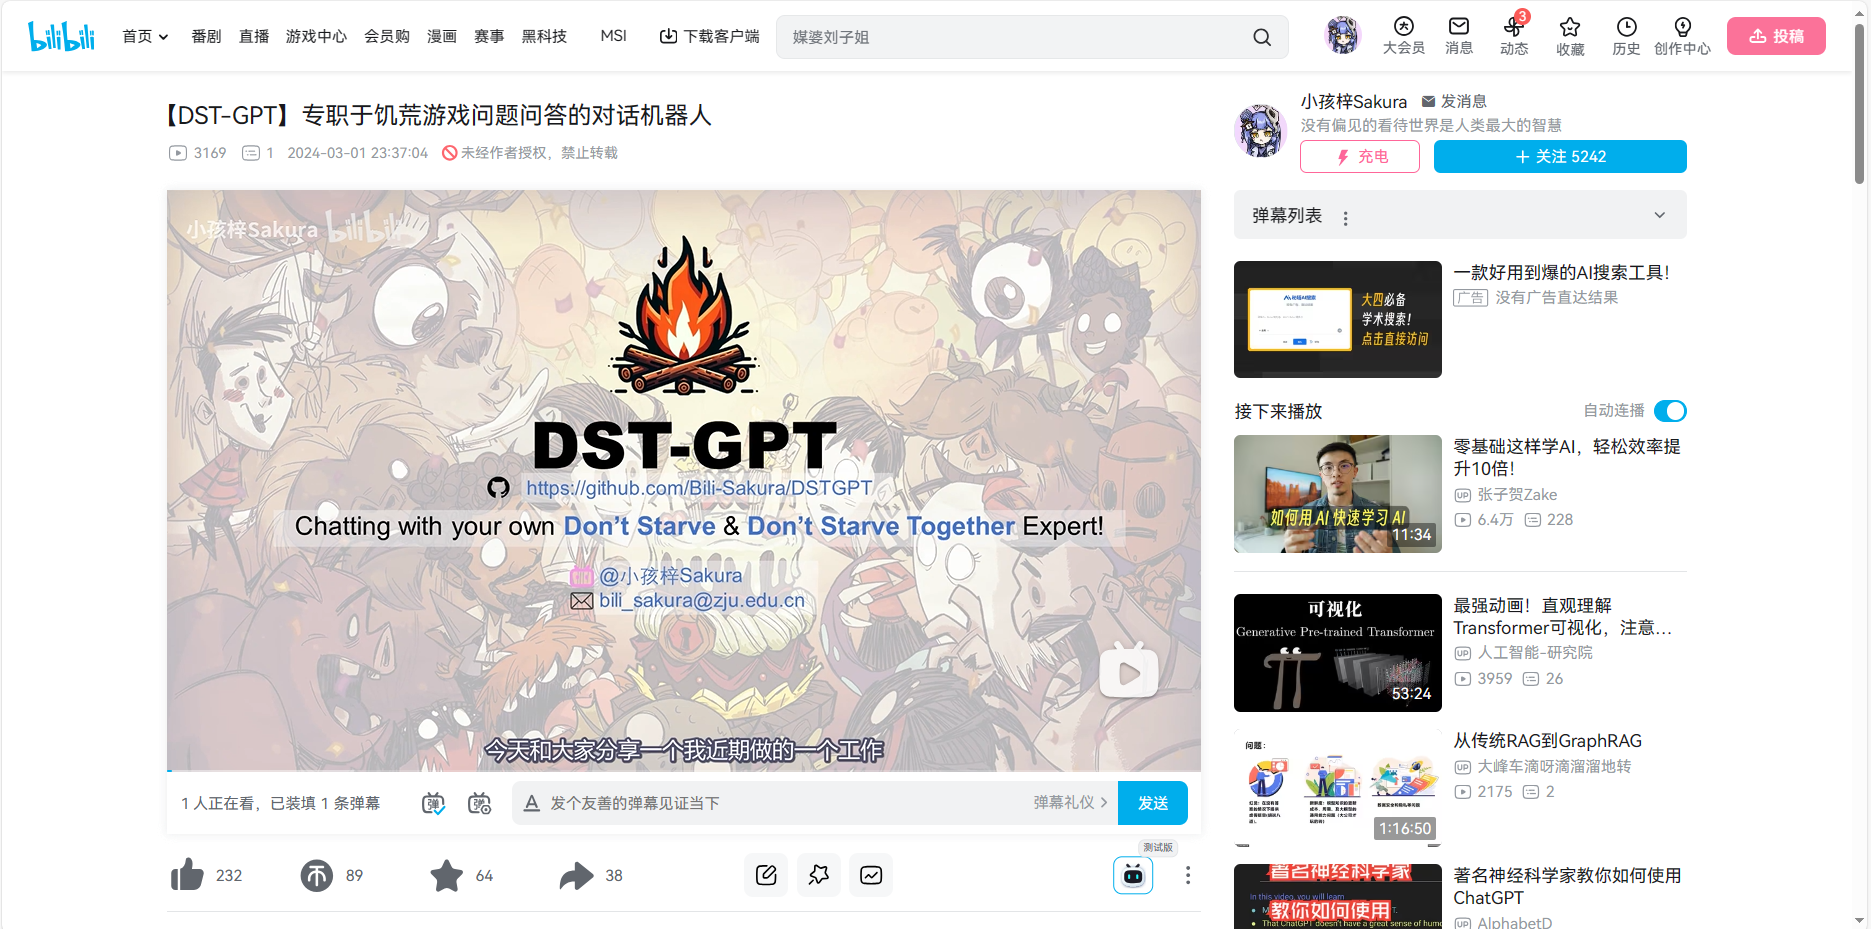 bilibili
首页
番剧
直播
游戏中心
会员购
漫画
赛事
黑科技
MSI
下载客户端
媒婆刘子姐
大会员
消息
3
动态
收藏
历史
创作中心
投稿
【DST-GPT】专职于饥荒游戏问题问答的对话机器人
3169 1 2024-03-01 23:37:04 未经作者授权，禁止转载
小孩梓Sakura bilibili
DST-GPT
https://github.com/Bili-Sakura/DSTGPT
Chatting with your own Don’t Starve & Don’t Starve Together Expert!
@小孩梓Sakura
bili_sakura@zju.edu.cn
今天和大家分享一个我近期做的一个工作
1 人正在看，已装填 1 条弹幕
发个友善的弹幕见证当下
弹幕礼仪
发送
232
89
64
38
测试版
小孩梓Sakura 发消息
没有偏见的看待世界是人类最大的智慧
充电
+ 关注 5242
弹幕列表
大四必备
学术搜索！
点击直接访问
一款好用到爆的AI搜索工具！
广告 没有广告直达结果
接下来播放
自动连播
如何用 AI 快速学习 AI
11:34
零基础这样学AI，轻松效率提
升10倍！
UP 张子贺Zake
6.4万 228
可视化
Generative Pre-trained Transformer
53:24
最强动画！直观理解
Transformer可视化，注意…
UP 人工智能-研究院
3959 26
问题：
1:16:50
从传统RAG到GraphRAG
UP 大峰车滴呀滴溜溜地转
2175 2
著名神经科学家
in this video, you will learn
教你如何使用
That ChatGPT doesn't have a great sense of humo
著名神经科学家教你如何使用
ChatGPT
UP AlphabetD